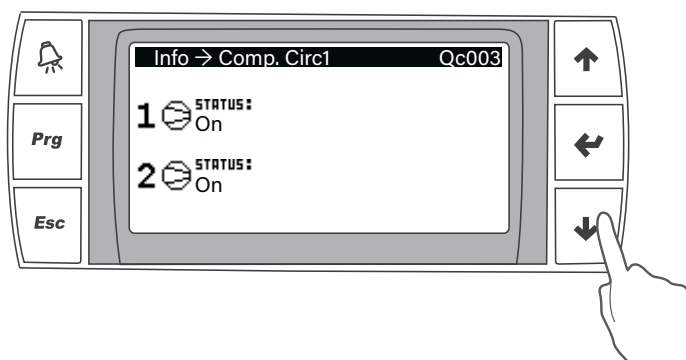 Info → Comp. Circ1 Qc003
1 STATUS:
On
Prg
2 STATUS:
On
Esc